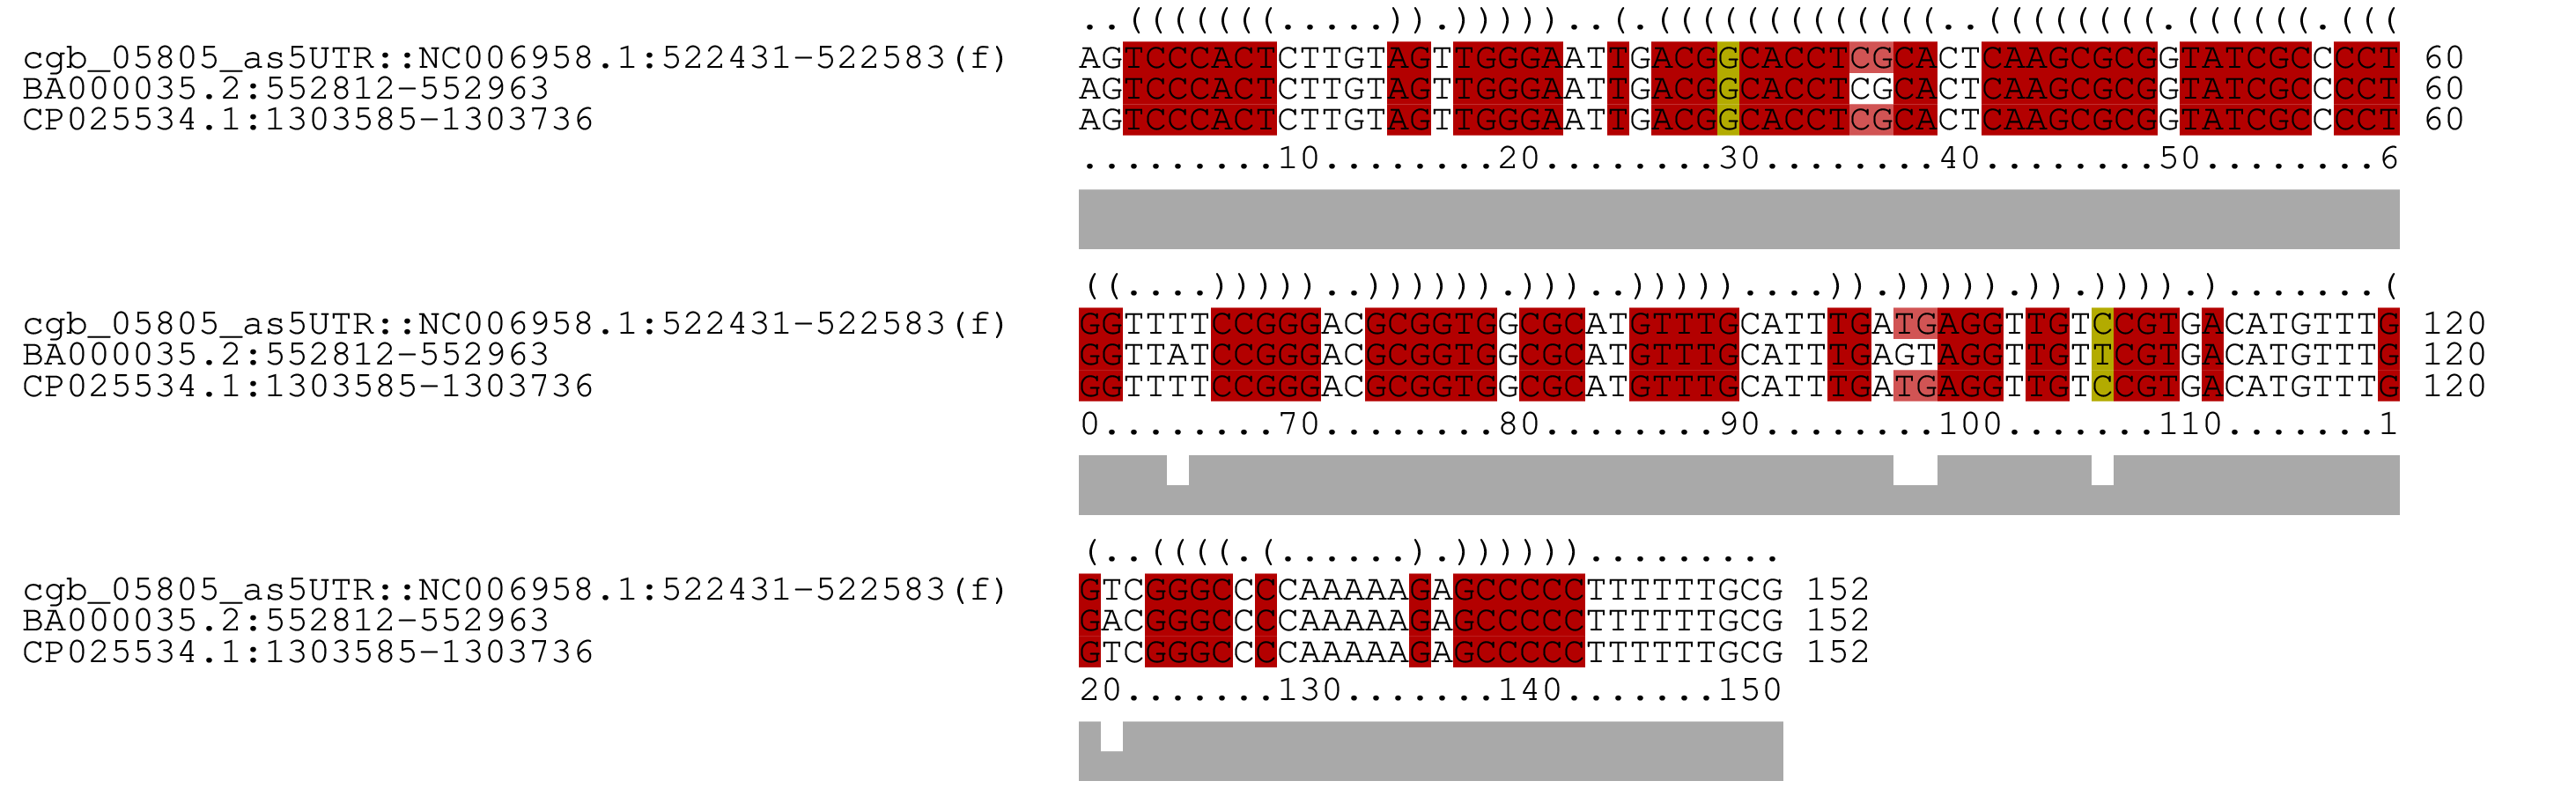 ..(((((((.....)).)))))..(.(((((((((((((..((((((((.((((((.(((
cgb_05805_as5UTR::NC006958.1:522431-522583(f) AGTCCCACTCTTGTAGTTGGGAATTGACGGCACCTCGCACTCAAGCGCGGTATCGCCCCT 60
BA000035.2:552812-552963 AGTCCCACTCTTGTAGTTGGGAATTGACGGCACCTCGCACTCAAGCGCGGTATCGCCCCT 60
CP025534.1:1303585-1303736 AGTCCCACTCTTGTAGTTGGGAATTGACGGCACCTCGCACTCAAGCGCGGTATCGCCCCT 60
.........10........20........30........40........50........6
((....)))))..)))))).)))..)))))....)).))))).)).)))).).......(
cgb_05805_as5UTR::NC006958.1:522431-522583(f) GGTTTTCCGGGACGCGGTGGCGCATGTTTGCATTTGATGAGGTTGTCCGTGACATGTTTG 120
BA000035.2:552812-552963 GGTTATCCGGGACGCGGTGGCGCATGTTTGCATTTGAGTAGGTTGTTCGTGACATGTTTG 120
CP025534.1:1303585-1303736 GGTTTTCCGGGACGCGGTGGCGCATGTTTGCATTTGATGAGGTTGTCCGTGACATGTTTG 120
0........70........80........90........100.......110.......1
(..((((.(......).)))))).........
cgb_05805_as5UTR::NC006958.1:522431-522583(f) GTCGGGCCCCAAAAAGAGCCCCCTTTTTTGCG 152
BA000035.2:552812-552963 GACGGGCCCCAAAAAGAGCCCCCTTTTTTGCG 152
CP025534.1:1303585-1303736 GTCGGGCCCCAAAAAGAGCCCCCTTTTTTGCG 152
20.......130.......140.......150